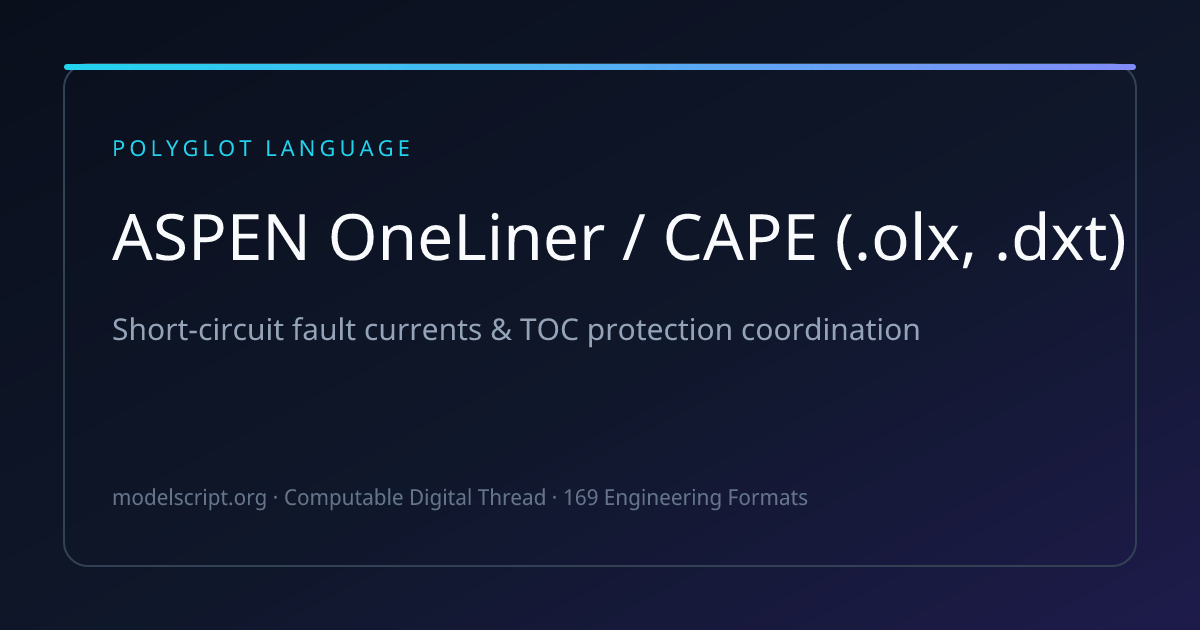 POLYGLOT LANGUAGE
ASPEN OneLiner / CAPE (.olx, .dxt)
Short-circuit fault currents & TOC protection coordination
modelscript.org · Computable Digital Thread · 169 Engineering Formats